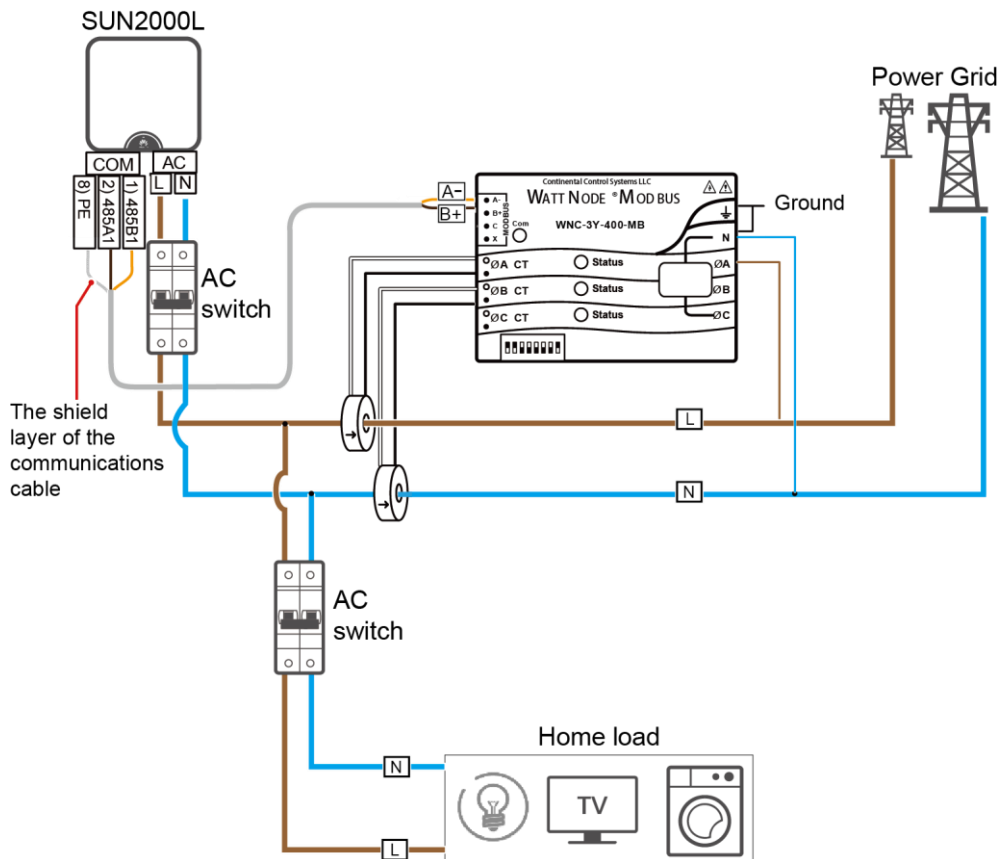 SUN2000L
COM
AC
L
N
8) PE
2) 485A1
1) 485B1
AC
switch
The shield
layer of the
communications
cable
A-
B+
Continental Control Systems LLC
WATT NODE ®MODBUS
WNC-3Y-400-MB
A-
B+
C
X
MODBUS
Com
ØA CT
Status
ØB CT
Status
ØC CT
Status
N
ØA
ØB
ØC
Ground
Power Grid
L
N
AC
switch
Home load
N
L
TV